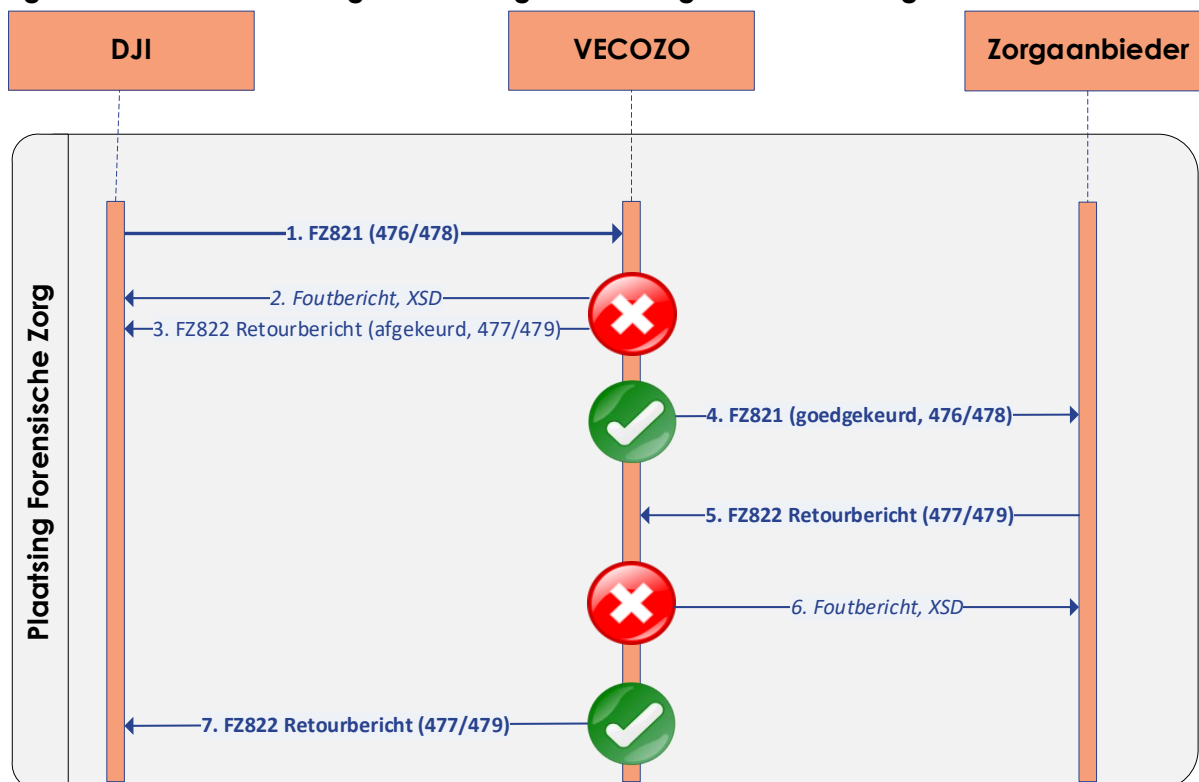 DJI
VECOZO
Zorgaanbieder
Plaatsing Forensische Zorg
1. FZ821 (476/478)
2. Foutbericht, XSD
3. FZ822 Retourbericht (afgekeurd, 477/479)
4. FZ821 (goedgekeurd, 476/478)
5. FZ822 Retourbericht (477/479)
6. Foutbericht, XSD
7. FZ822 Retourbericht (477/479)